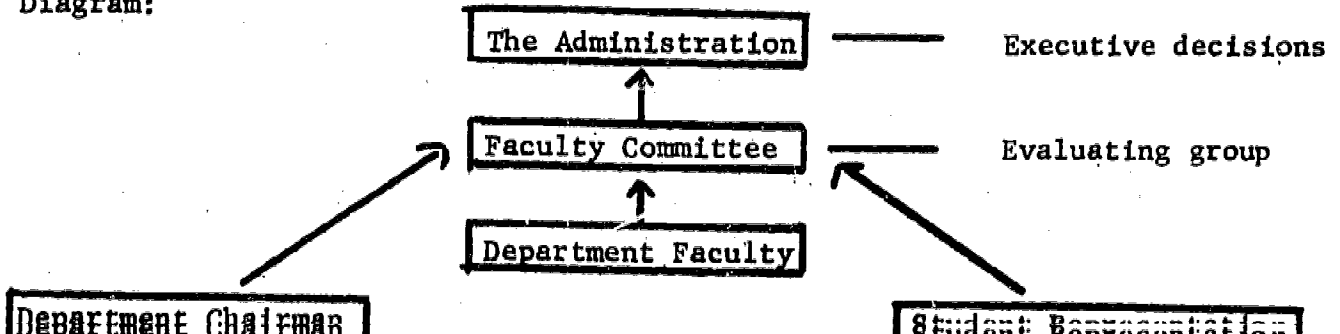 Diagram:
The Administration Executive decisions
Faculty Committee Evaluating group
Department Faculty
Department Chairman Student Representation